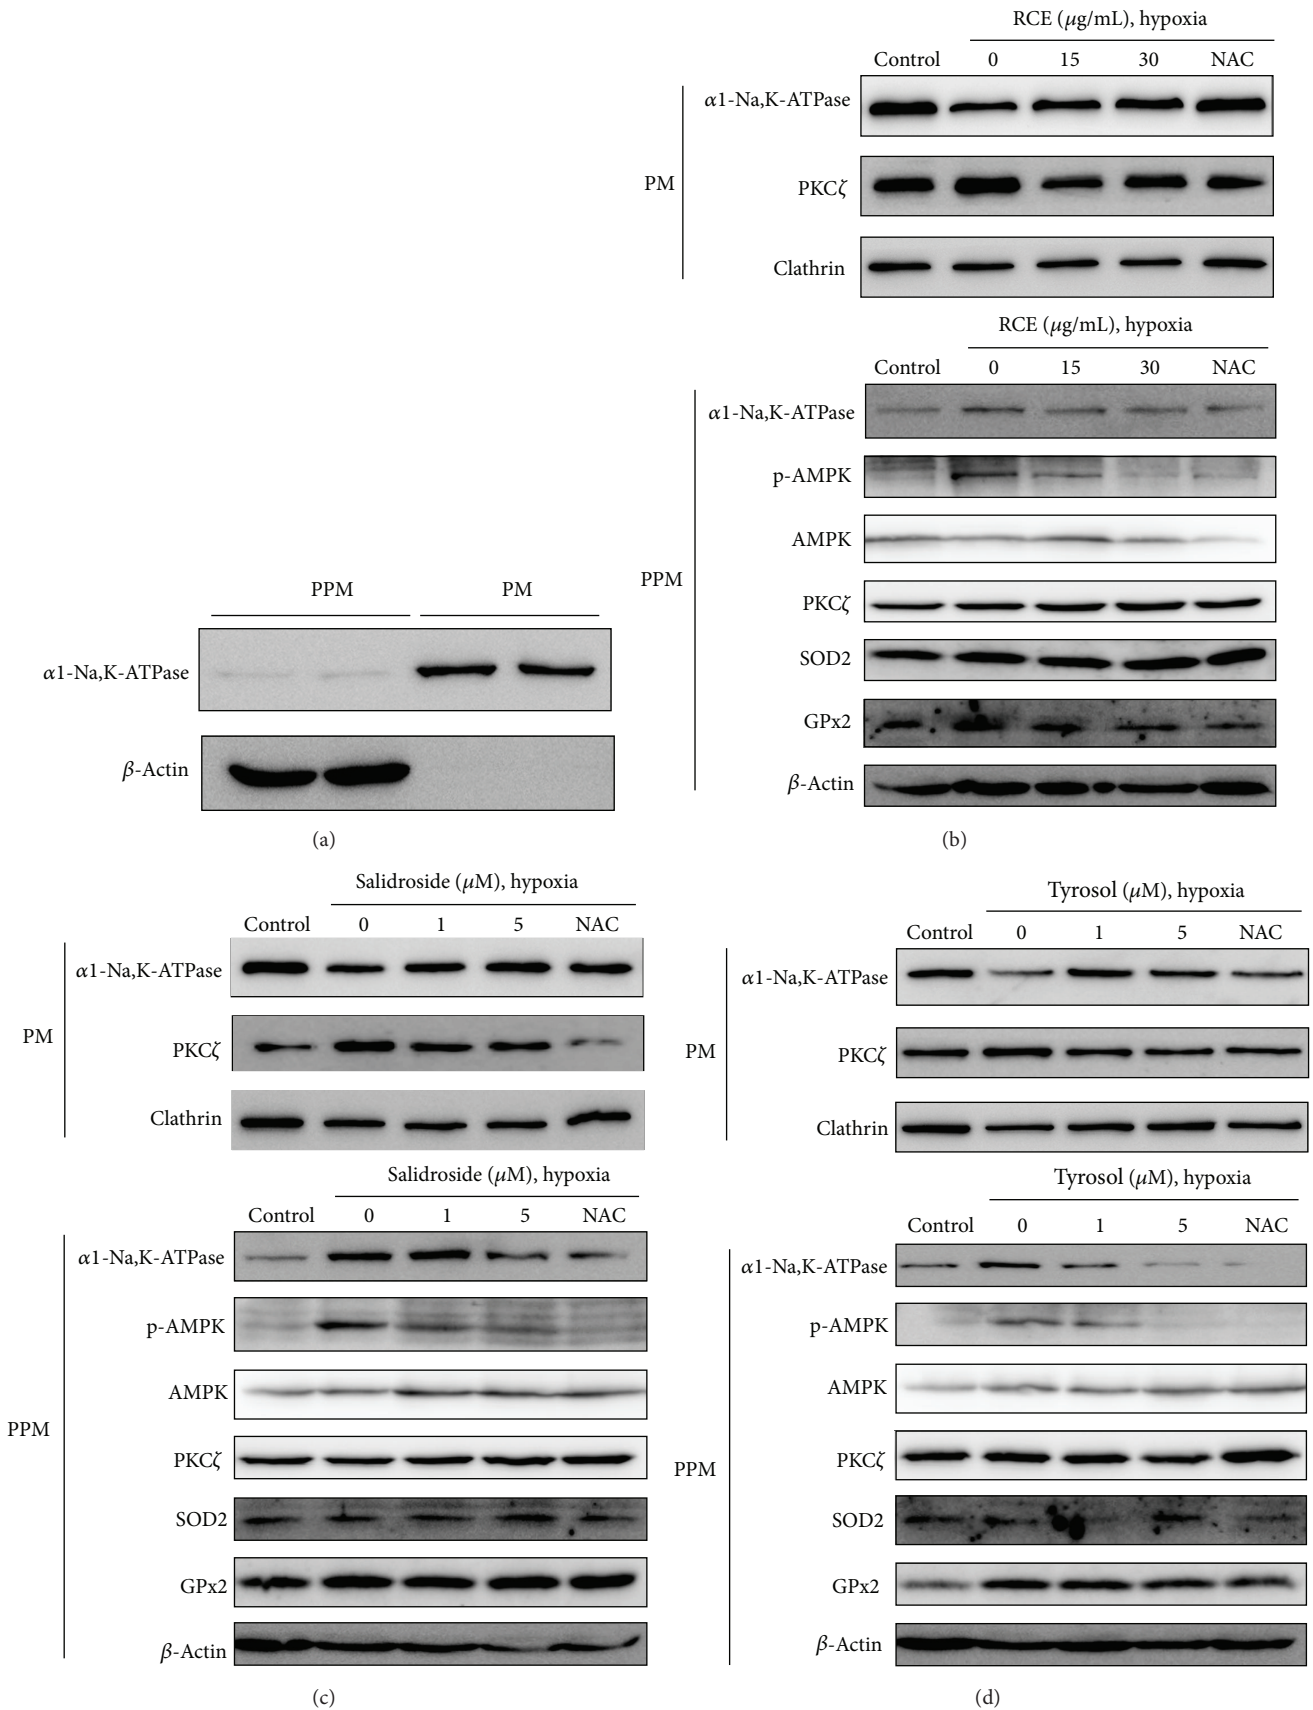 PPM PM
α1-Na,K-ATPase
β-Actin
(a)
RCE (μg/mL), hypoxia
Control 0 15 30 NAC
PM
α1-Na,K-ATPase
PKCζ
Clathrin
RCE (μg/mL), hypoxia
Control 0 15 30 NAC
PPM
α1-Na,K-ATPase
p-AMPK
AMPK
PKCζ
SOD2
GPx2
β-Actin
(b)
Salidroside (μM), hypoxia
Control 0 1 5 NAC
PM
α1-Na,K-ATPase
PKCζ
Clathrin
Salidroside (μM), hypoxia
Control 0 1 5 NAC
PPM
α1-Na,K-ATPase
p-AMPK
AMPK
PKCζ
SOD2
GPx2
β-Actin
(c)
Tyrosol (μM), hypoxia
Control 0 1 5 NAC
PM
α1-Na,K-ATPase
PKCζ
Clathrin
Tyrosol (μM), hypoxia
Control 0 1 5 NAC
PPM
α1-Na,K-ATPase
p-AMPK
AMPK
PKCζ
SOD2
GPx2
β-Actin
(d)